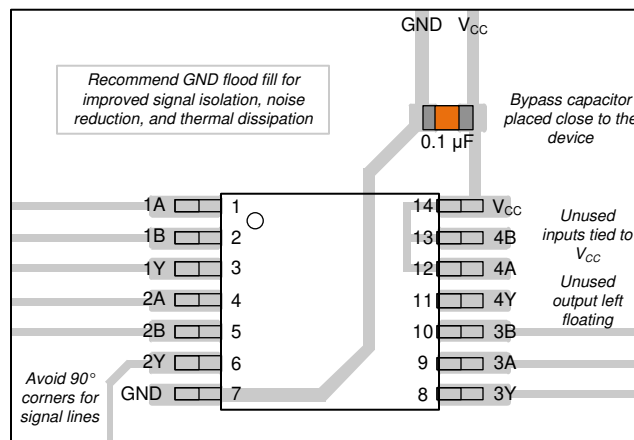 GND VCC
Recommend GND flood fill for
improved signal isolation, noise
reduction, and thermal dissipation
Bypass capacitor
placed close to the
device
0.1 µF
1A 1 14 VCC
1B 2 13 4B
1Y 3 12 4A
2A 4 11 4Y
2B 5 10 3B
2Y 6 9 3A
GND 7 8 3Y
Unused
inputs tied to
VCC
Unused
output left
floating
Avoid 90°
corners for
signal lines